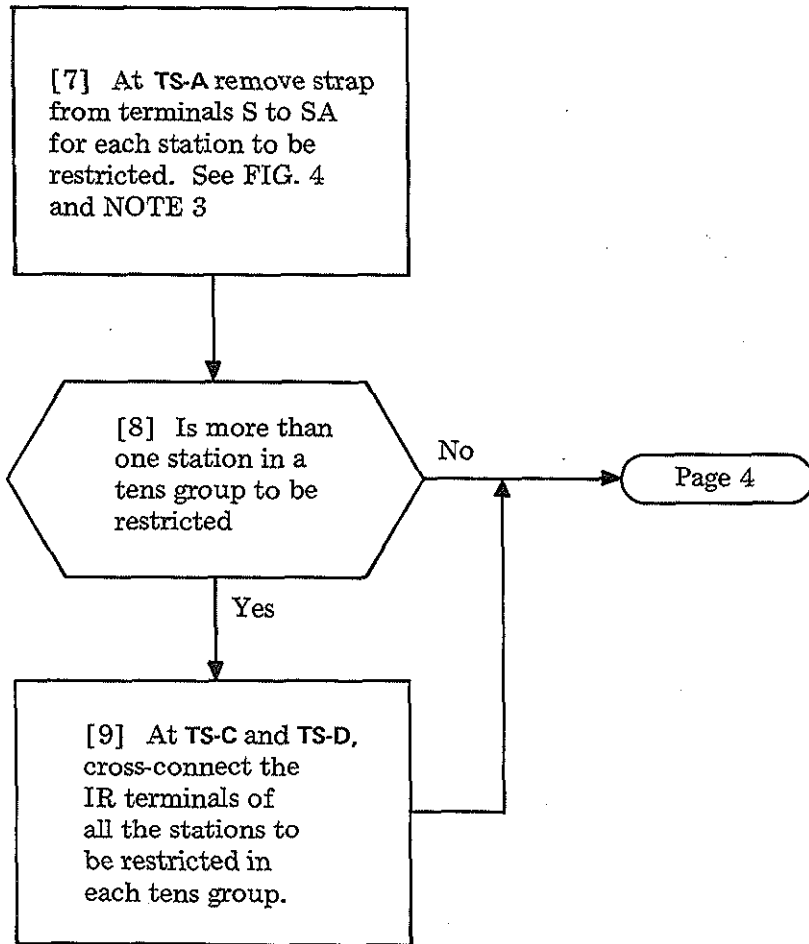 [7] At TS-A remove strap
from terminals S to SA
for each station to be
restricted. See FIG. 4
and NOTE 3
[8] Is more than
one station in a
tens group to be
restricted
No
Page 4
Yes
[9] At TS-C and TS-D,
cross-connect the
IR terminals of
all the stations to
be restricted in
each tens group.